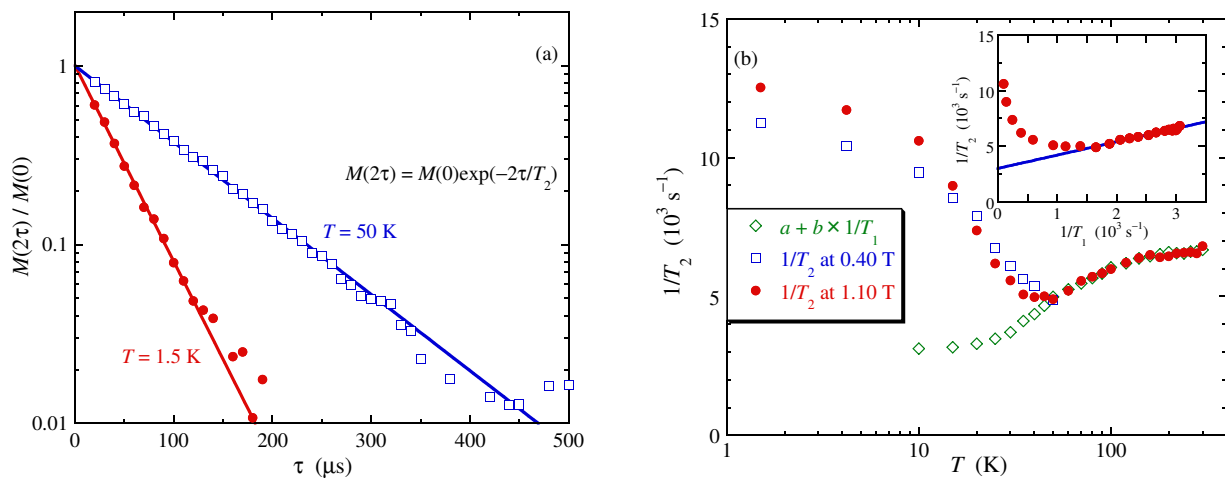 (a)
1
0.1
0.01
M(2τ) / M(0)
M(2τ) = M(0)exp(−2τ/T₂)
T = 50 K
T = 1.5 K
0 100 200 300 400 500
τ (μs)
(b)
15
10
5
0
1/T₂ (10³ s⁻¹)
a + b × 1/T₁
1/T₂ at 0.40 T
1/T₂ at 1.10 T
1 10 100
T (K)
15
10
5
0
1/T₂ (10³ s⁻¹)
0 1 2 3
1/T₁ (10³ s⁻¹)